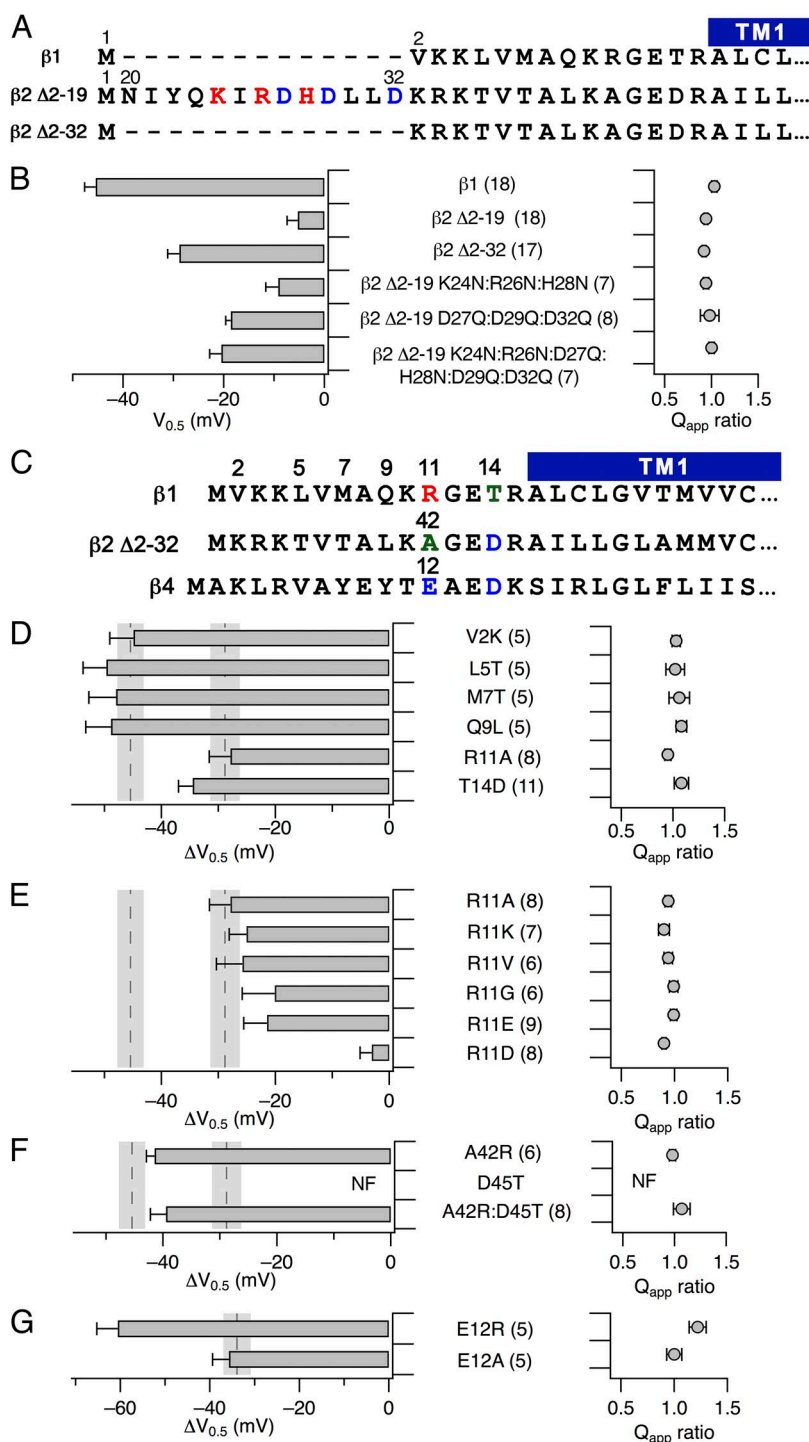 A
TM1
1 2
β1 M - - - - - - - - - - - - - - V K K L V M A Q K R G E T R A L C L ...
1 20 32
β2 Δ2-19 M N I Y Q K I R D H D L L D K R K T V T A L K A G E D R A I L L ...
β2 Δ2-32 M - - - - - - - - - - - - - K R K T V T A L K A G E D R A I L L ...
B
β1 (18)
β2 Δ2-19 (18)
β2 Δ2-32 (17)
β2 Δ2-19 K24N:R26N:H28N (7)
β2 Δ2-19 D27Q:D29Q:D32Q (8)
β2 Δ2-19 K24N:R26N:D27Q:
H28N:D29Q:D32Q (7)
−40 −20 0
V0.5 (mV)
0.5 1.0 1.5
Qapp ratio
C
TM1
2 5 7 9 11 14
β1 MVKKLVMAQKRGETRALCLGVTMVVC...
42
β2 Δ2-32 MKRKTVTALKAGEDRAILLGLAMMVC...
12
β4 MAKLRVAYEYTEAEDKSIRLGLFLIIS...
D
V2K (5)
L5T (5)
M7T (5)
Q9L (5)
R11A (8)
T14D (11)
−40 −20 0
ΔV0.5 (mV)
0.5 1.0 1.5
Qapp ratio
E
R11A (8)
R11K (7)
R11V (6)
R11G (6)
R11E (9)
R11D (8)
−40 −20 0
ΔV0.5 (mV)
0.5 1.0 1.5
Qapp ratio
F
A42R (6)
NF D45T NF
A42R:D45T (8)
−40 −20 0
ΔV0.5 (mV)
0.5 1.0 1.5
Qapp ratio
G
E12R (5)
E12A (5)
−60 −40 −20 0
ΔV0.5 (mV)
0.5 1.0 1.5
Qapp ratio